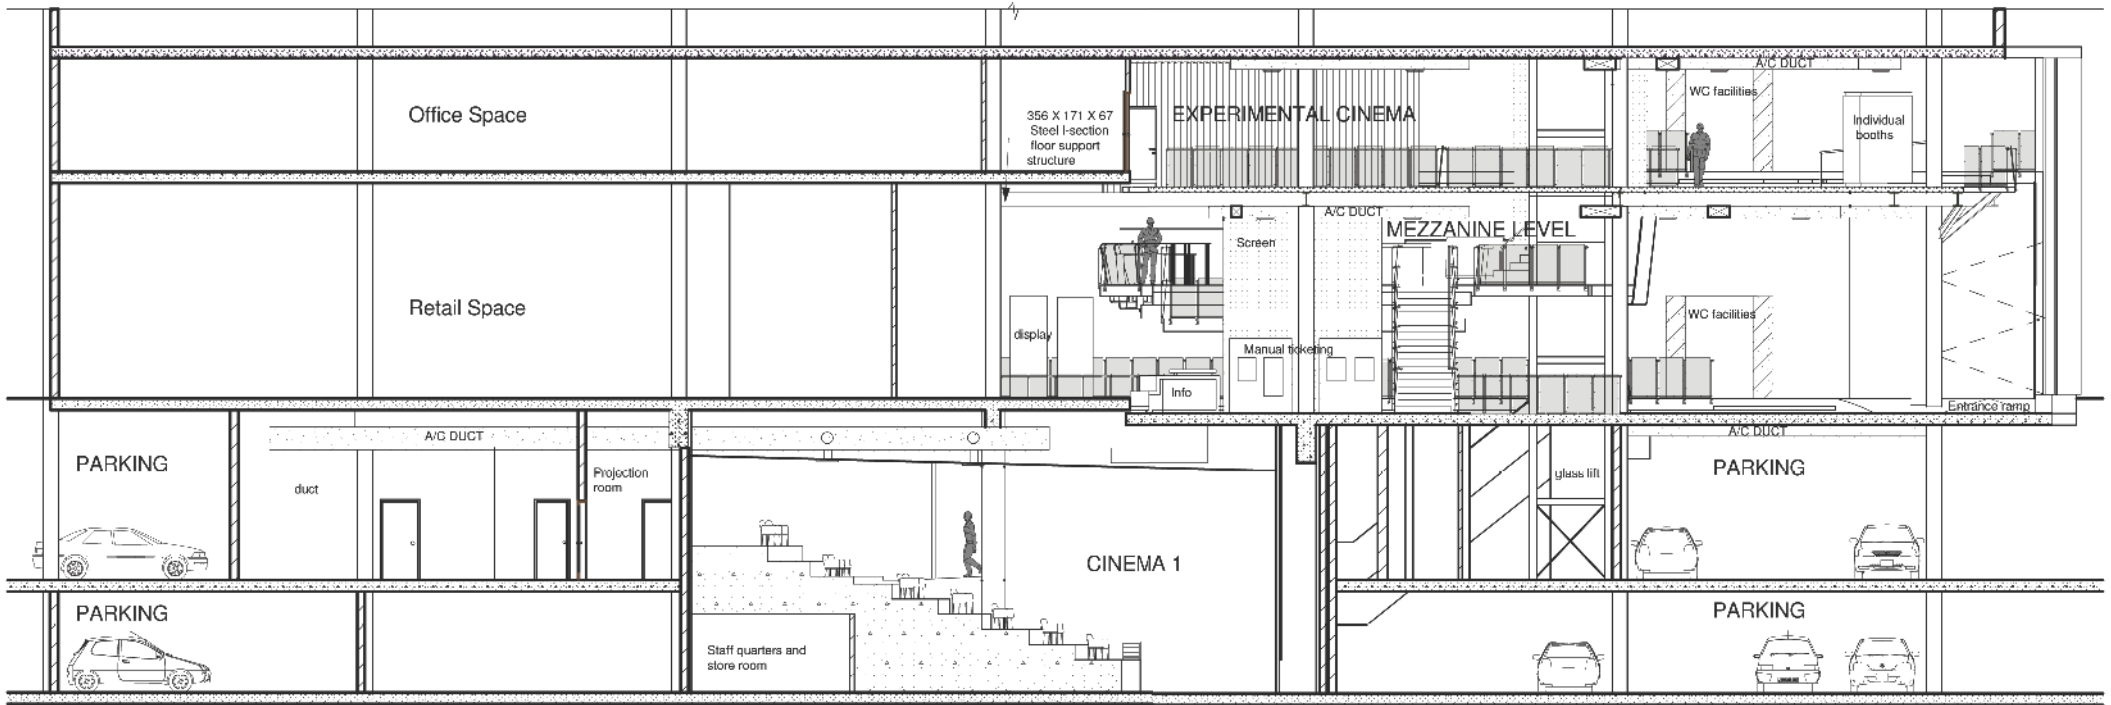 A/C DUCT
WC facilities
Office Space
356 X 171 X 67
Steel I-section
floor support
structure
EXPERIMENTAL CINEMA
Individual
booths
A/C DUCT
MEZZANINE LEVEL
Screen
Retail Space
WC facilities
display
Manual ticketing
Info
Entrance ramp
A/C DUCT
A/C DUCT
PARKING
Projection
room
duct
glass lift
PARKING
CINEMA 1
PARKING
PARKING
Staff quarters and
store room